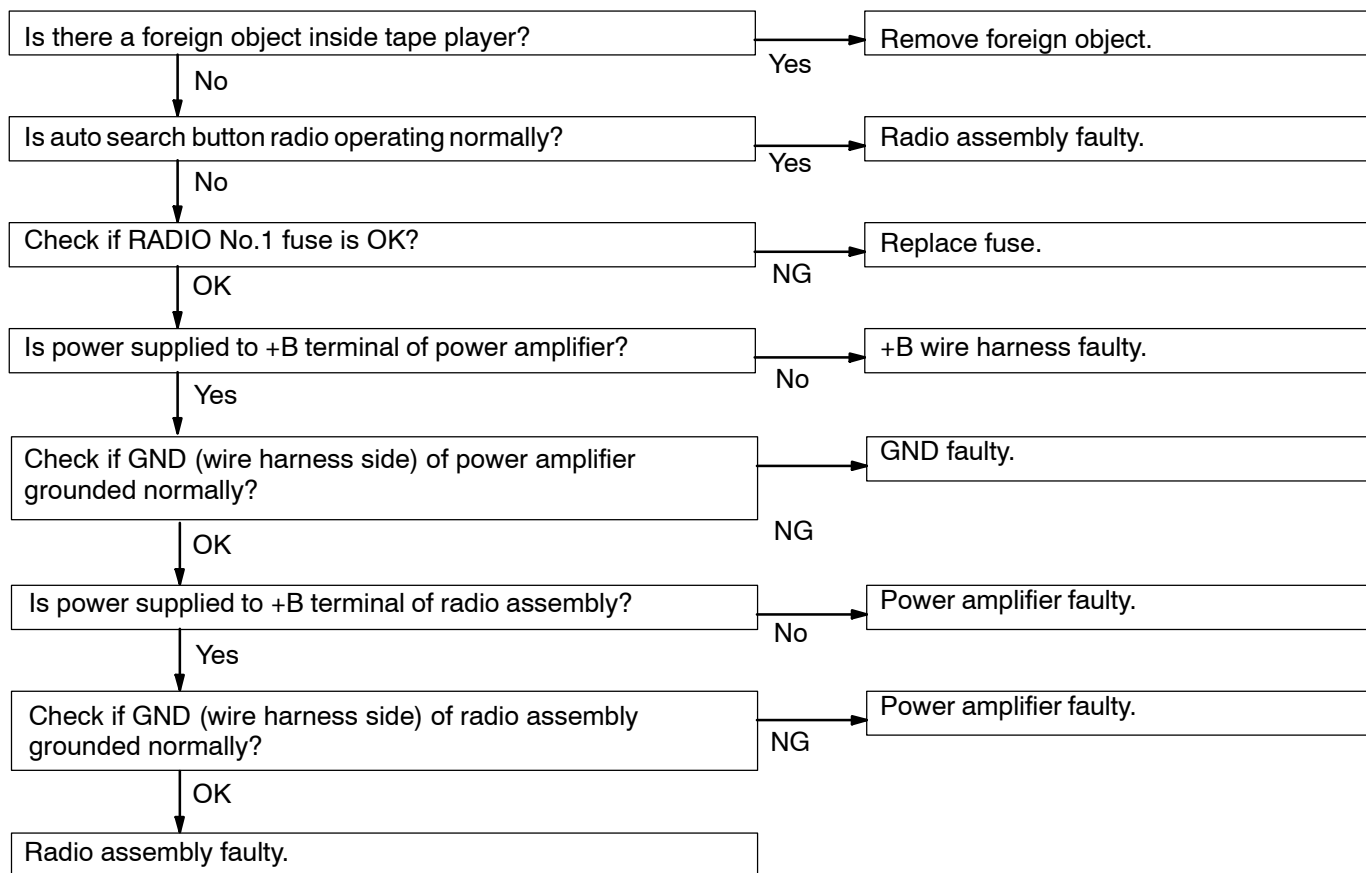 Is there a foreign object inside tape player?
Yes
Remove foreign object.
No
Is auto search button radio operating normally?
Yes
Radio assembly faulty.
No
Check if RADIO No.1 fuse is OK?
NG
Replace fuse.
OK
Is power supplied to +B terminal of power amplifier?
No
+B wire harness faulty.
Yes
Check if GND (wire harness side) of power amplifier
grounded normally?
NG
GND faulty.
OK
Is power supplied to +B terminal of radio assembly?
No
Power amplifier faulty.
Yes
Check if GND (wire harness side) of radio assembly
grounded normally?
NG
Power amplifier faulty.
OK
Radio assembly faulty.